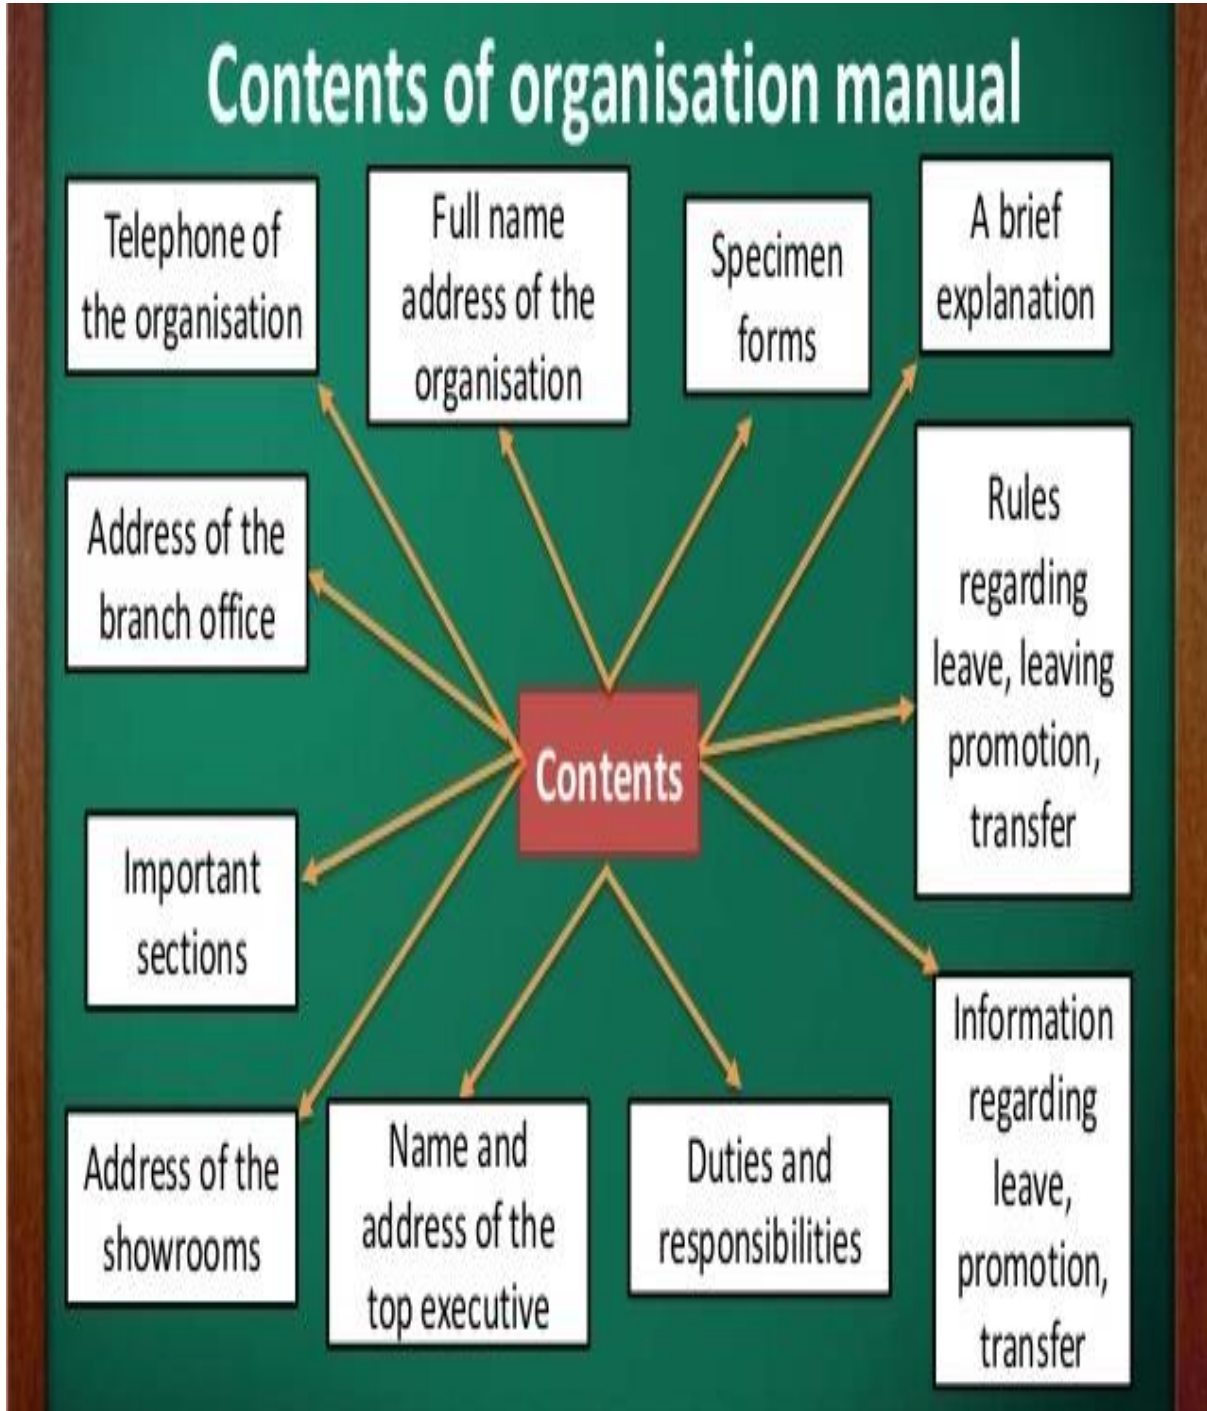 Contents of organisation manual
Telephone of
the organisation
Full name
address of the
organisation
Specimen
forms
A brief
explanation
Address of the
branch office
Rules
regarding
leave, leaving
promotion,
transfer
Contents
Important
sections
Information
regarding
leave,
promotion,
transfer
Address of the
showrooms
Name and
address of the
top executive
Duties and
responsibilities